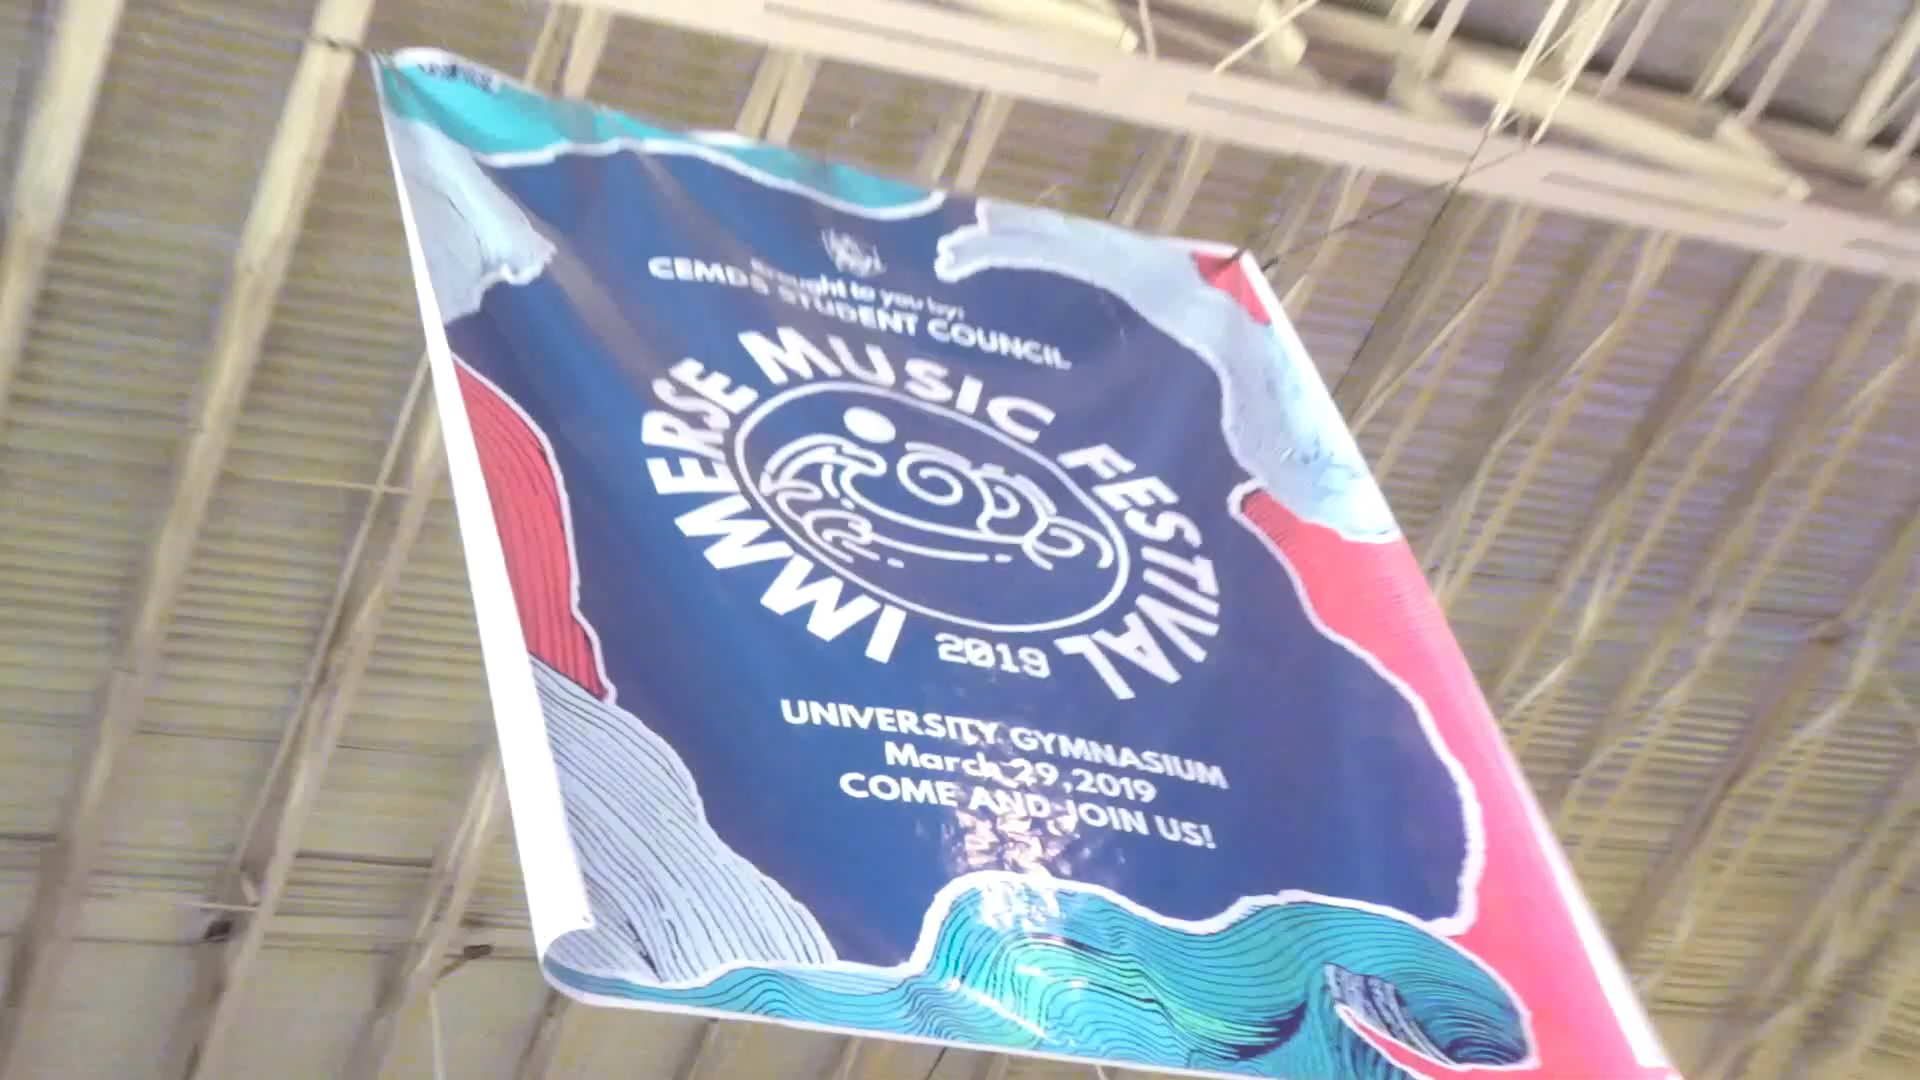 Brought to you by:
CEMDS STUDENT COUNCIL
IMMERSE MUSIC FESTIVAL
2019
UNIVERSITY GYMNASIUM
March 29,2019
COME AND JOIN US!